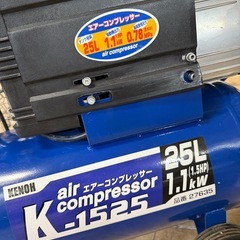 エアーコンプレッサー
25L 1.1kW 0.78
air compressor
KENOH
air エアーコンプレッサー
compressor
K-1525
25L
1.1kW (1.5HP)
品番 27635